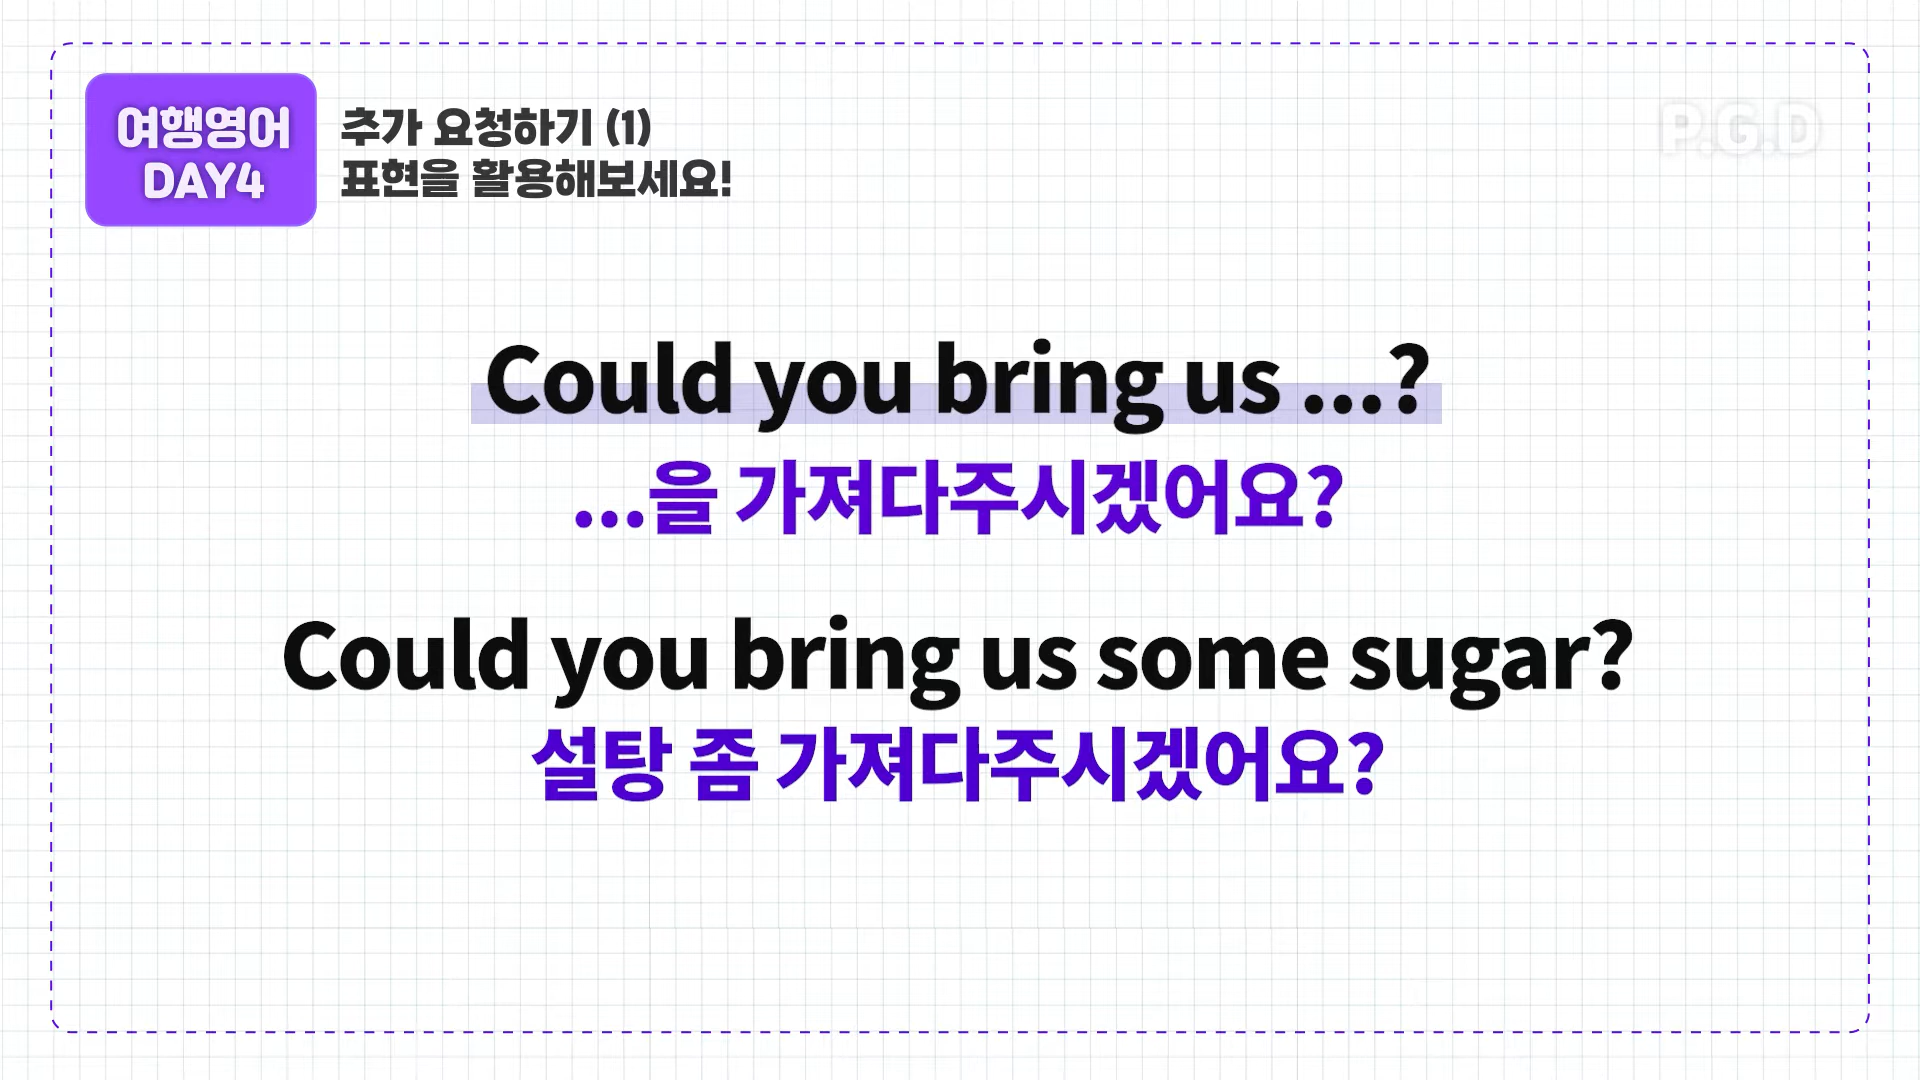 여행영어
DAY4
추가 요청하기 (1)
표현을 활용해보세요!
P.G.D
Could you bring us ...?
...을 가져다주시겠어요?
Could you bring us some sugar?
설탕 좀 가져다주시겠어요?